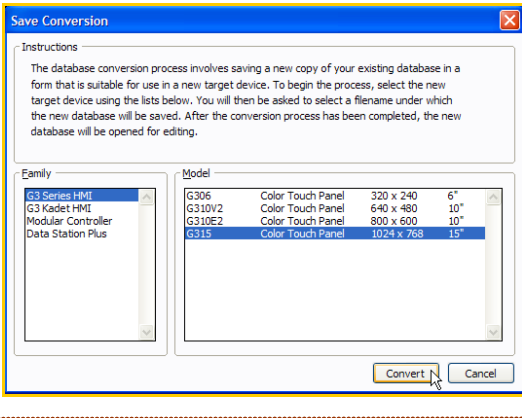 Save Conversion
Instructions
The database conversion process involves saving a new copy of your existing database in a
form that is suitable for use in a new target device. To begin the process, select the new
target device using the lists below. You will then be asked to select a filename under which
the new database will be saved. After the conversion process has been completed, the new
database will be opened for editing.
Family
G3 Series HMI
G3 Kadet HMI
Modular Controller
Data Station Plus
Model
G306 Color Touch Panel 320 x 240 6"
G310V2 Color Touch Panel 640 x 480 10"
G310E2 Color Touch Panel 800 x 600 10"
G315 Color Touch Panel 1024 x 768 15"
Convert Cancel